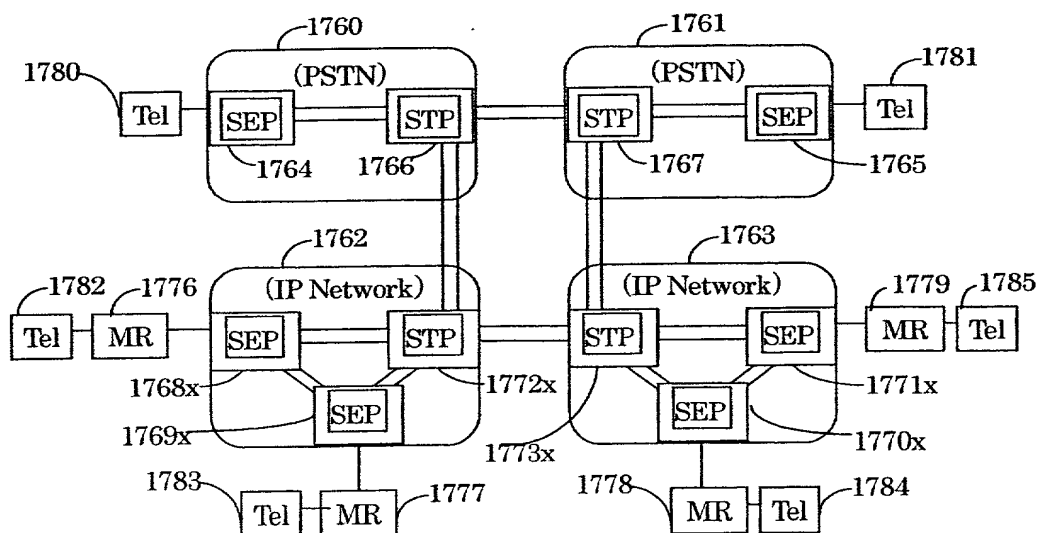 1760
1761
1780
(PSTN)
(PSTN)
1781
Tel
SEP
STP
STP
SEP
Tel
1764
1766
1767
1765
1762
1763
1782
1776
(IP Network)
(IP Network)
1779
1785
Tel
MR
SEP
STP
STP
SEP
MR
Tel
1768x
1772x
1771x
SEP
SEP
1769x
1773x
1770x
1783
1777
1778
1784
Tel
MR
MR
Tel